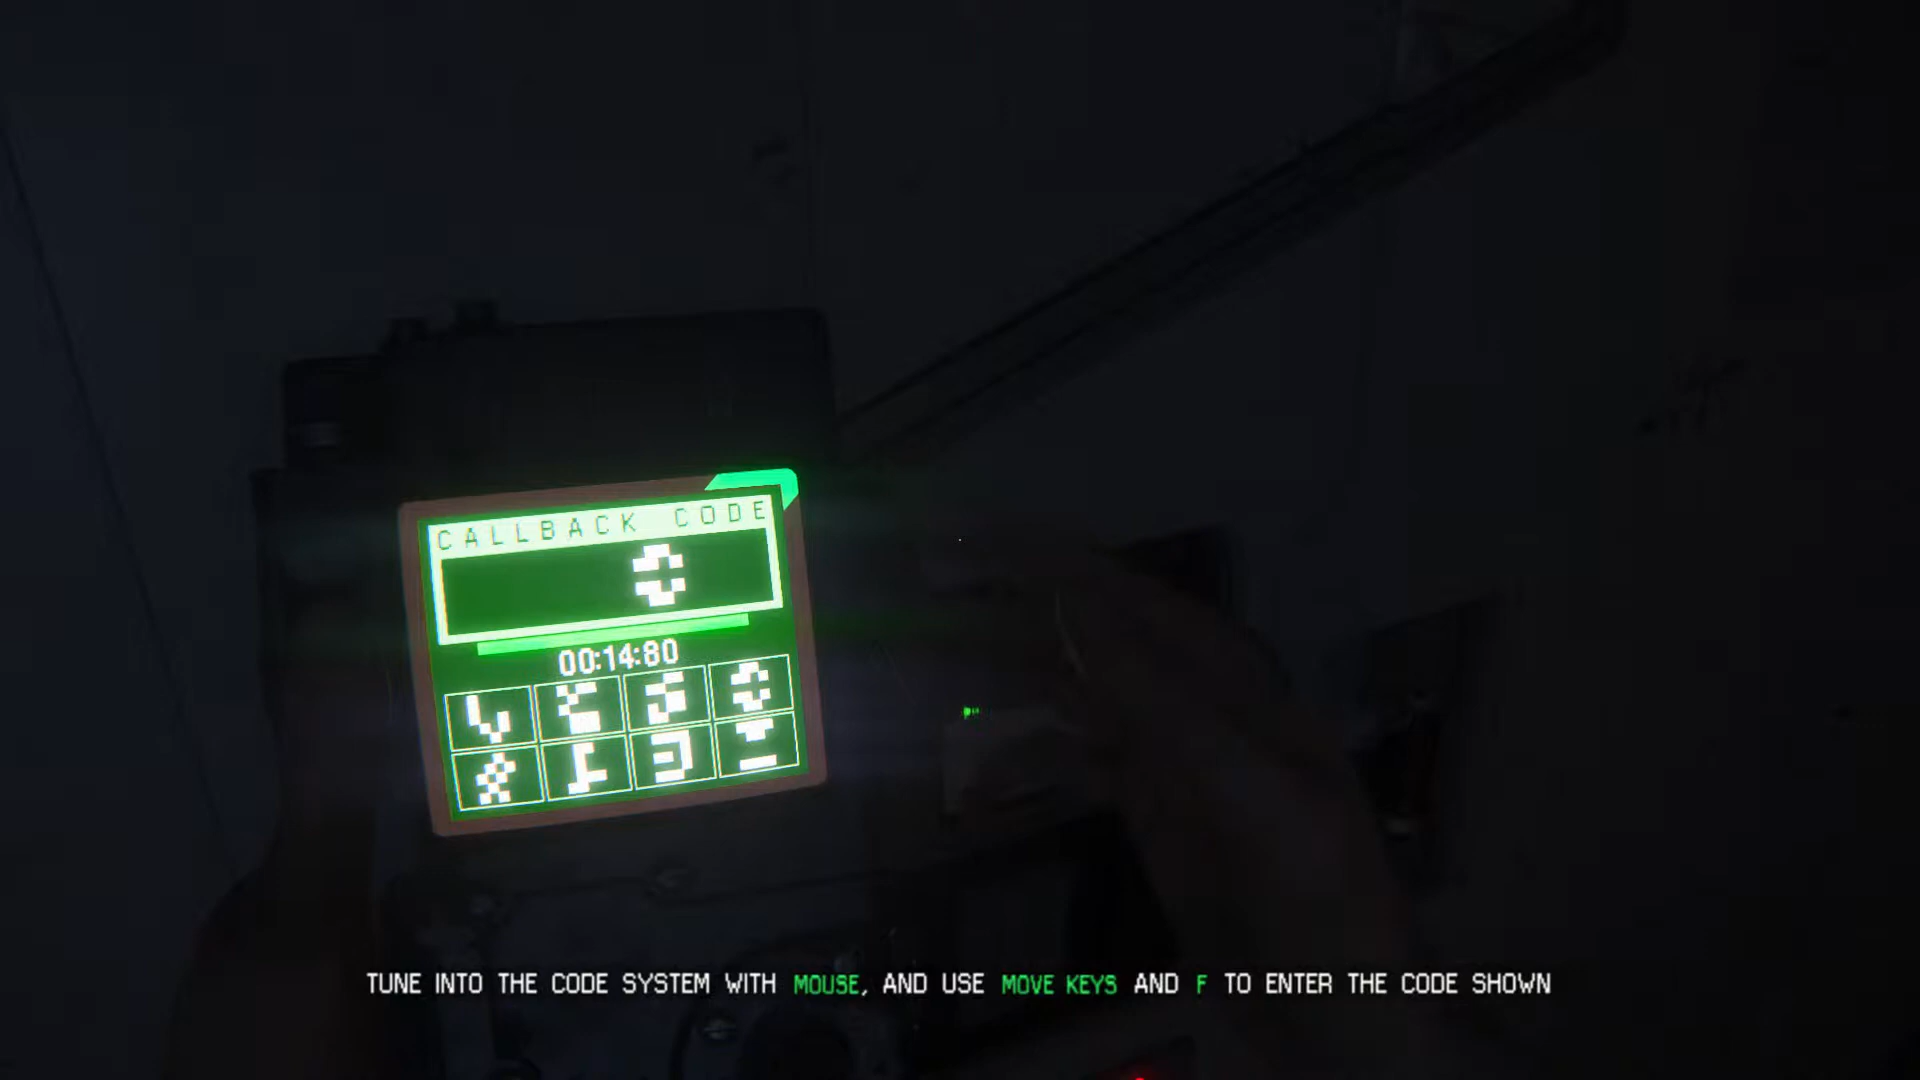 CALLBACK CODE
00:14:80
TUNE INTO THE CODE SYSTEM WITH MOUSE, AND USE MOVE KEYS AND F TO ENTER THE CODE SHOWN